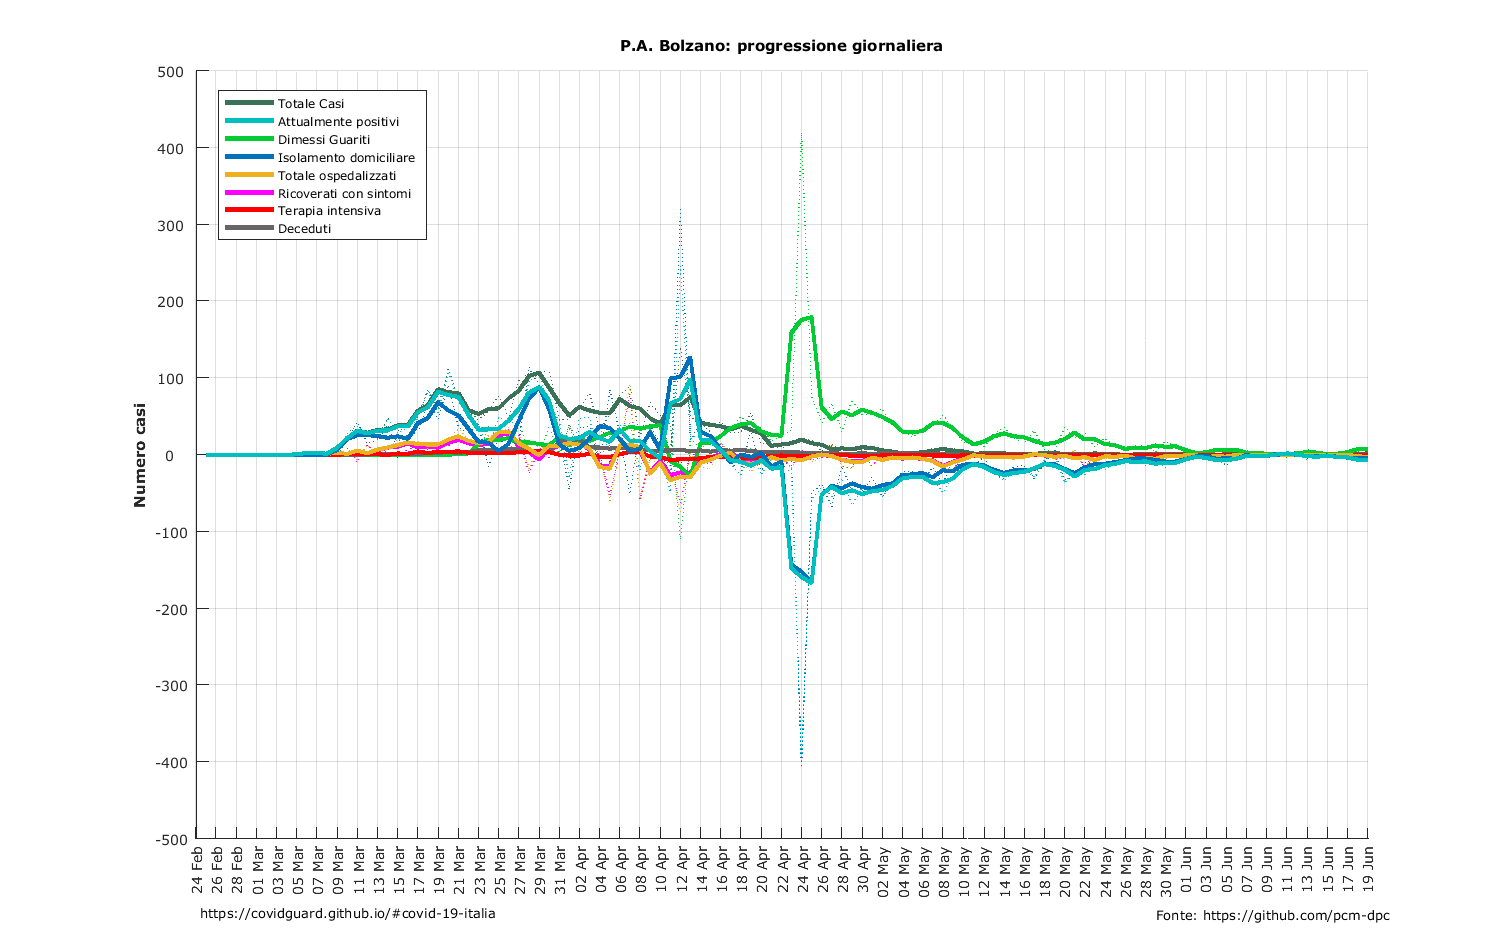 P.A. Bolzano: progressione giornaliera
500
400
300
200
100
0
-100
-200
-300
-400
-500
Numero casi
Totale Casi
Attualmente positivi
Dimessi Guariti
Isolamento domiciliare
Totale ospedalizzati
Ricoverati con sintomi
Terapia intensiva
Deceduti
24 Feb
26 Feb
28 Feb
01 Mar
03 Mar
05 Mar
07 Mar
09 Mar
11 Mar
13 Mar
15 Mar
17 Mar
19 Mar
21 Mar
23 Mar
25 Mar
27 Mar
29 Mar
31 Mar
02 Apr
04 Apr
06 Apr
08 Apr
10 Apr
12 Apr
14 Apr
16 Apr
18 Apr
20 Apr
22 Apr
24 Apr
26 Apr
28 Apr
30 Apr
02 May
04 May
06 May
08 May
10 May
12 May
14 May
16 May
18 May
20 May
22 May
24 May
26 May
28 May
30 May
01 Jun
03 Jun
05 Jun
07 Jun
09 Jun
11 Jun
13 Jun
15 Jun
17 Jun
19 Jun
https://covidguard.github.io/#covid-19-italia
Fonte: https://github.com/pcm-dpc